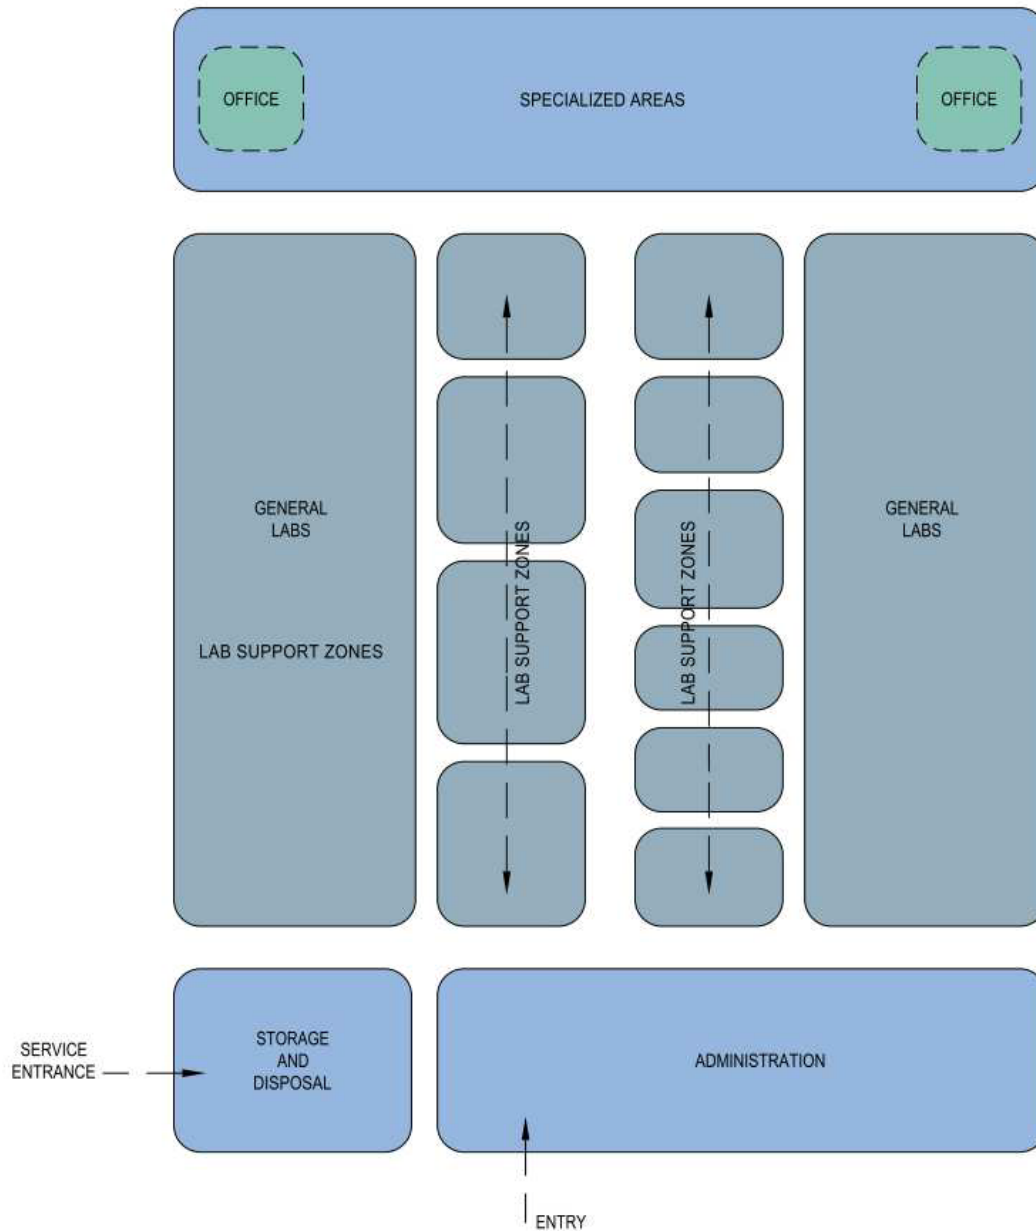 OFFICE
SPECIALIZED AREAS
OFFICE
GENERAL
LABS
LAB SUPPORT ZONES
LAB SUPPORT ZONES
LAB SUPPORT ZONES
GENERAL
LABS
SERVICE
ENTRANCE
STORAGE
AND
DISPOSAL
ADMINISTRATION
ENTRY